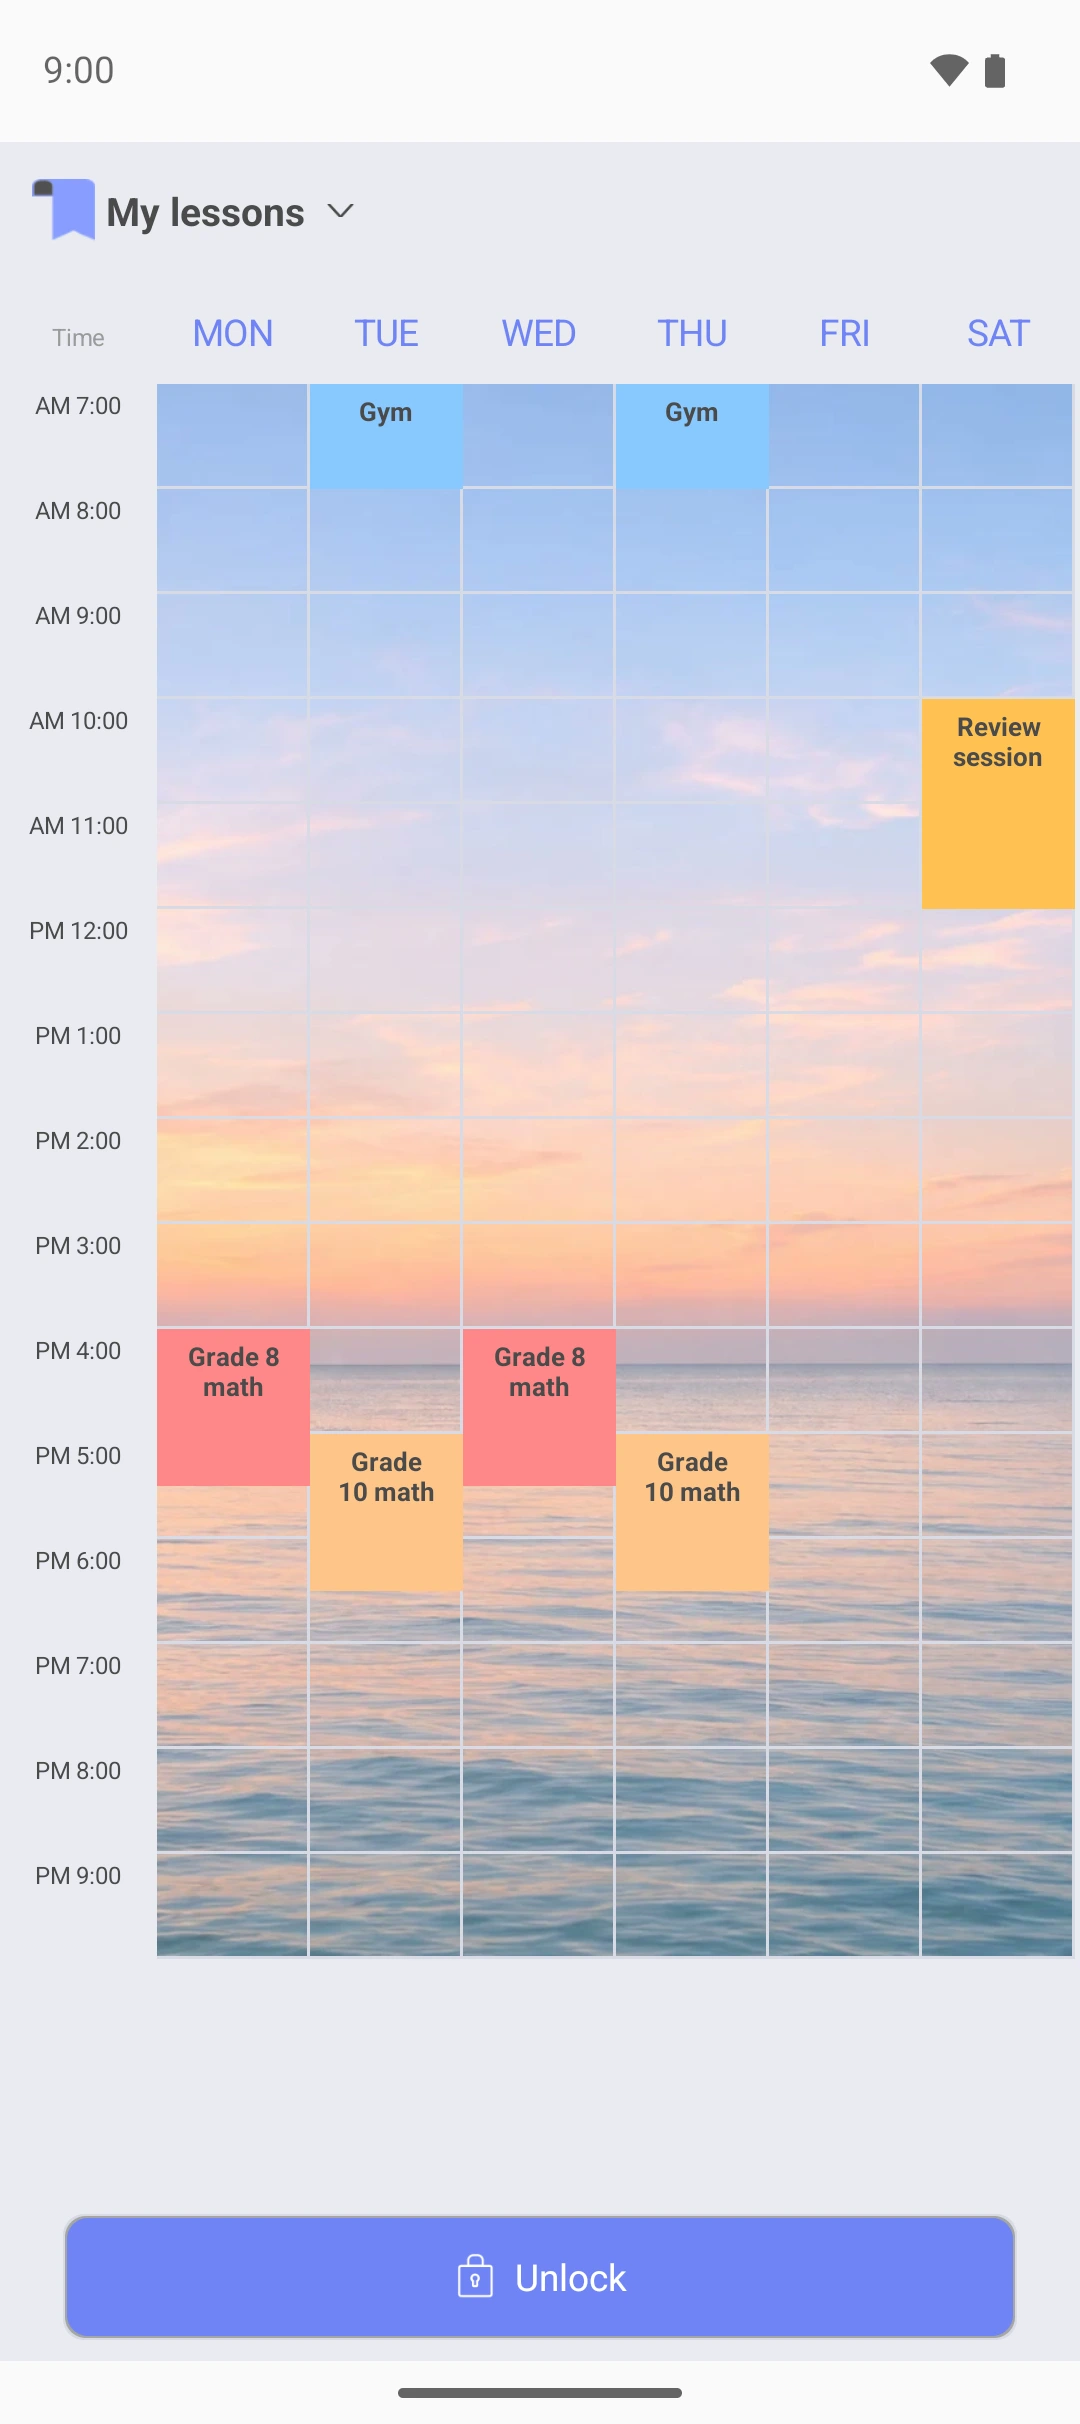 9:00
My lessons
Time MON TUE WED THU FRI SAT
AM 7:00 Gym Gym
AM 8:00
AM 9:00
AM 10:00 Review
session
AM 11:00
PM 12:00
PM 1:00
PM 2:00
PM 3:00
PM 4:00 Grade 8 Grade 8
math math
PM 5:00 Grade Grade
10 math 10 math
PM 6:00
PM 7:00
PM 8:00
PM 9:00
Unlock